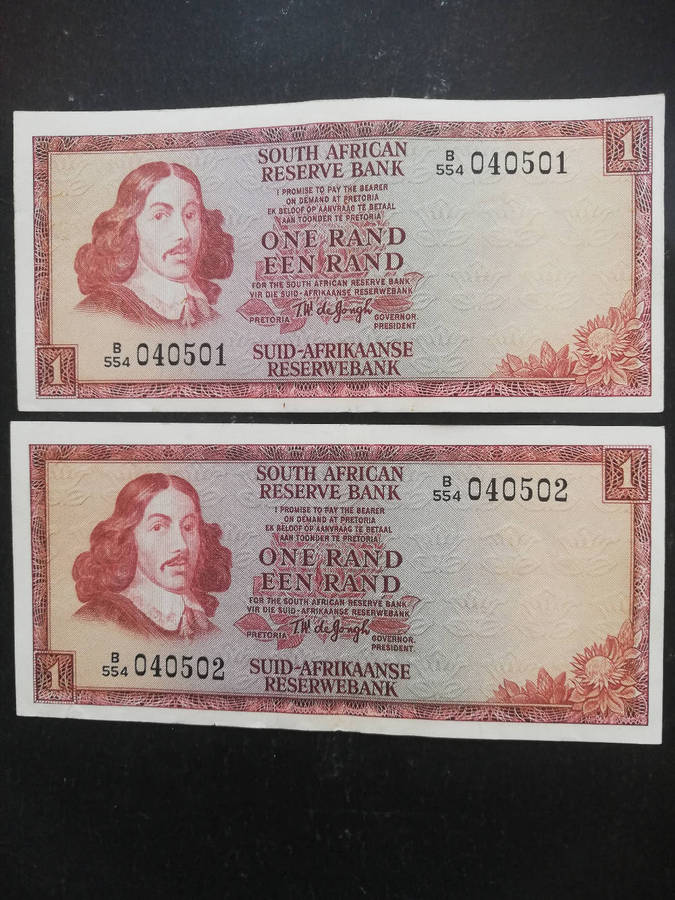 SOUTH AFRICAN
RESERVE BANK
B/554 040501
1
I PROMISE TO PAY THE BEARER
ON DEMAND AT PRETORIA
EK BELOOF OP AANVRAAG TE BETAAL
AAN TOONDER TE PRETORIA
ONE RAND
EEN RAND
FOR THE SOUTH AFRICAN RESERVE BANK
VIR DIE SUID-AFRIKAANSE RESERWEBANK
T.W. de Jongh
PRETORIA GOVERNOR.
PRESIDENT.
B/554 040501
1
SUID-AFRIKAANSE
RESERWEBANK
SOUTH AFRICAN
RESERVE BANK
B/554 040502
1
I PROMISE TO PAY THE BEARER
ON DEMAND AT PRETORIA
EK BELOOF OP AANVRAAG TE BETAAL
AAN TOONDER TE PRETORIA
ONE RAND
EEN RAND
FOR THE SOUTH AFRICAN RESERVE BANK
VIR DIE SUID-AFRIKAANSE RESERWEBANK
T.W. de Jongh
PRETORIA GOVERNOR.
PRESIDENT.
B/554 040502
1
SUID-AFRIKAANSE
RESERWEBANK